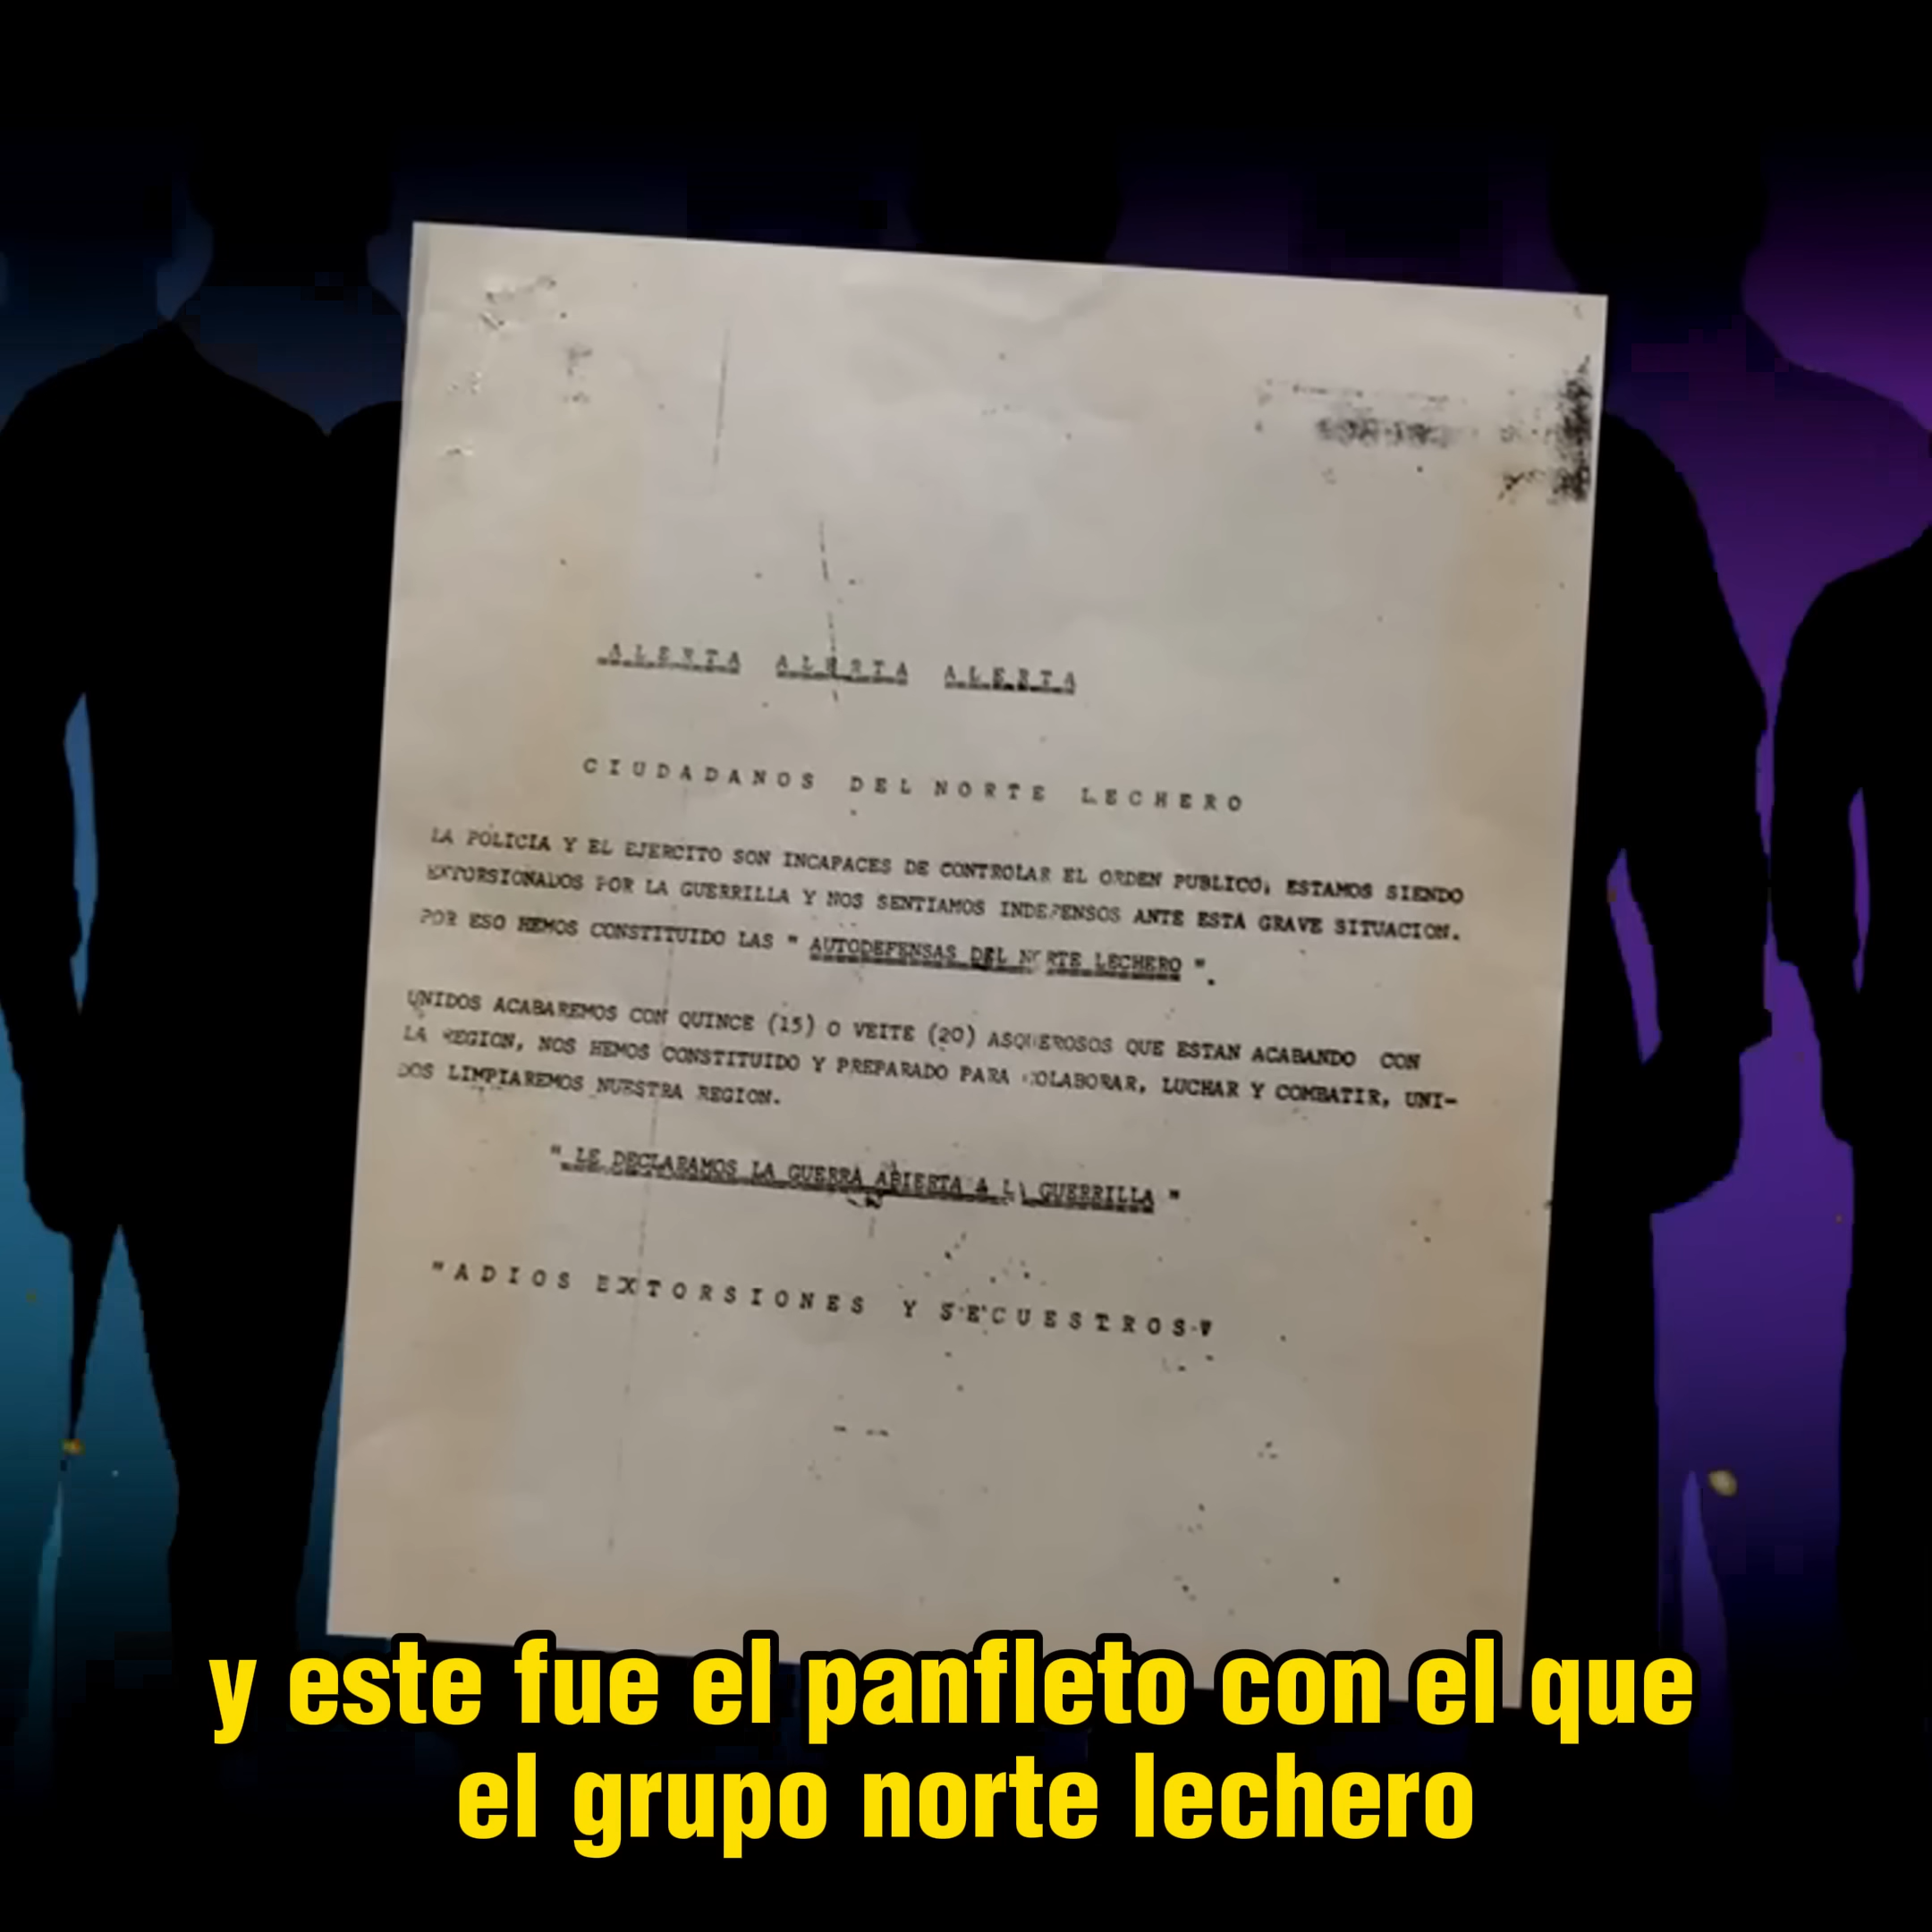 ALERTA ALERTA ALERTA
CIUDADANOS DEL NORTE LECHERO
LA POLICIA Y EL EJERCITO SON INCAPACES DE CONTROLAR EL ORDEN PUBLICO, ESTAMOS SIENDO
EXTORSIONADOS POR LA GUERRILLA Y NOS SENTIAMOS INDEFENSOS ANTE ESTA GRAVE SITUACION.
POR ESO HEMOS CONSTITUIDO LAS " AUTODEFENSAS DEL NORTE LECHERO ".
UNIDOS ACABAREMOS CON QUINCE (15) O VEITE (20) ASQUEROSOS QUE ESTAN ACABANDO CON
LA REGION, NOS HEMOS CONSTITUIDO Y PREPARADO PARA COLABORAR, LUCHAR Y COMBATIR, UNI-
DOS LIMPIAREMOS NUESTRA REGION.
" LE DECLARAMOS LA GUERRA ABIERTA A LA GUERRILLA "
"ADIOS EXTORSIONES Y SECUESTROS"
y este fue el panfleto con el que
el grupo norte lechero